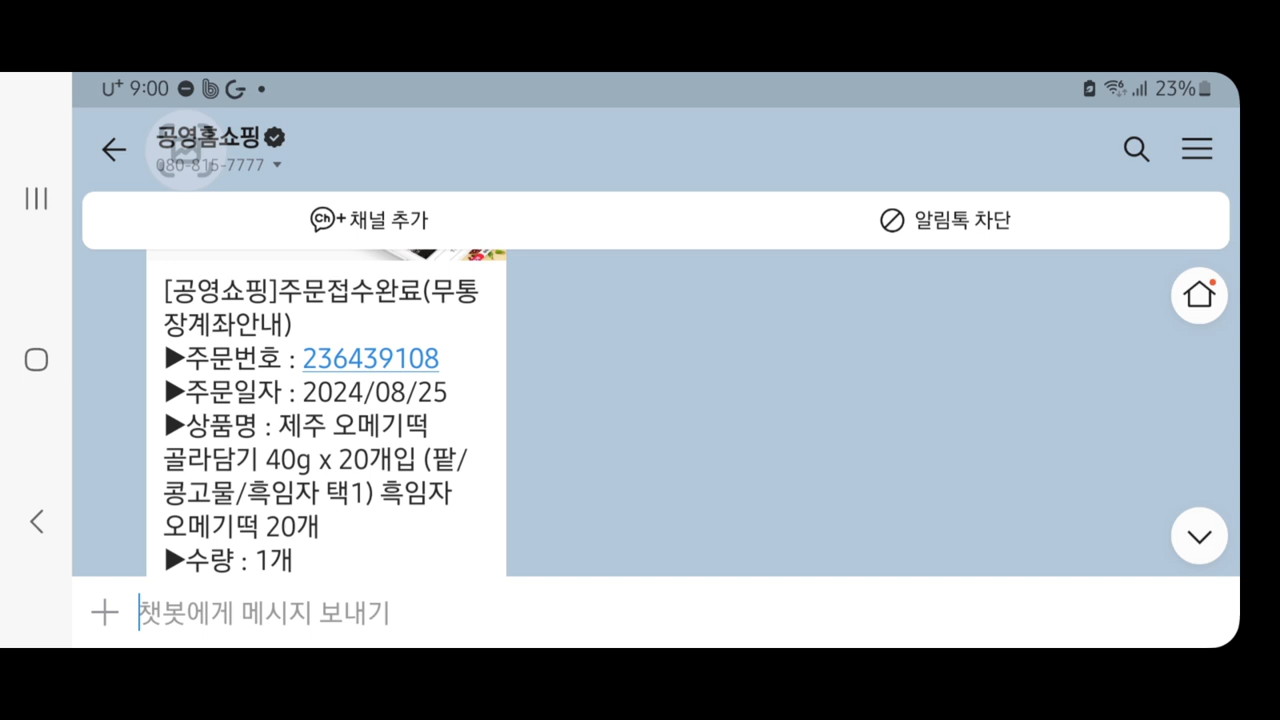 U+ 9:00 23%
공영홈쇼핑
080-815-7777
Ch+ 채널 추가 알림톡 차단
[공영쇼핑]주문접수완료(무통
장계좌안내)
▶주문번호 : 236439108
▶주문일자 : 2024/08/25
▶상품명 : 제주 오메기떡
골라담기 40g x 20개입 (팥/
콩고물/흑임자 택1) 흑임자
오메기떡 20개
▶수량 : 1개
챗봇에게 메시지 보내기